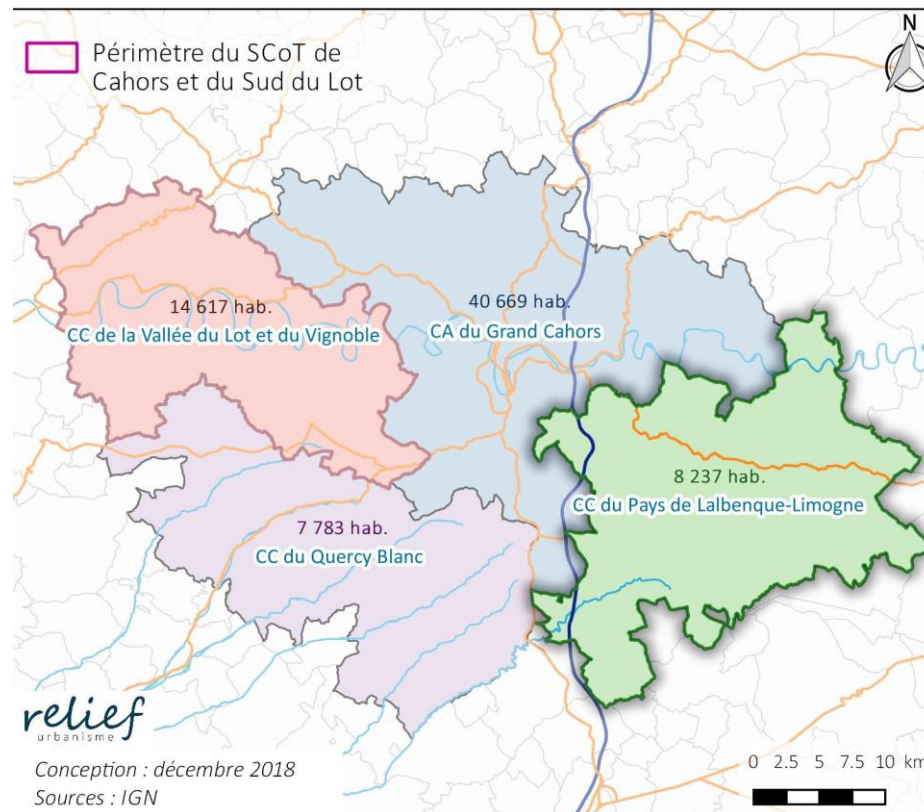 Périmètre du SCoT de
Cahors et du Sud du Lot
N
14 617 hab.
CC de la Vallée du Lot et du Vignoble
40 669 hab.
CA du Grand Cahors
8 237 hab.
CC du Pays de Lalbenque-Limogne
7 783 hab.
CC du Quercy Blanc
relief
urbanisme
Conception : décembre 2018
Sources : IGN
0 2.5 5 7.5 10 km